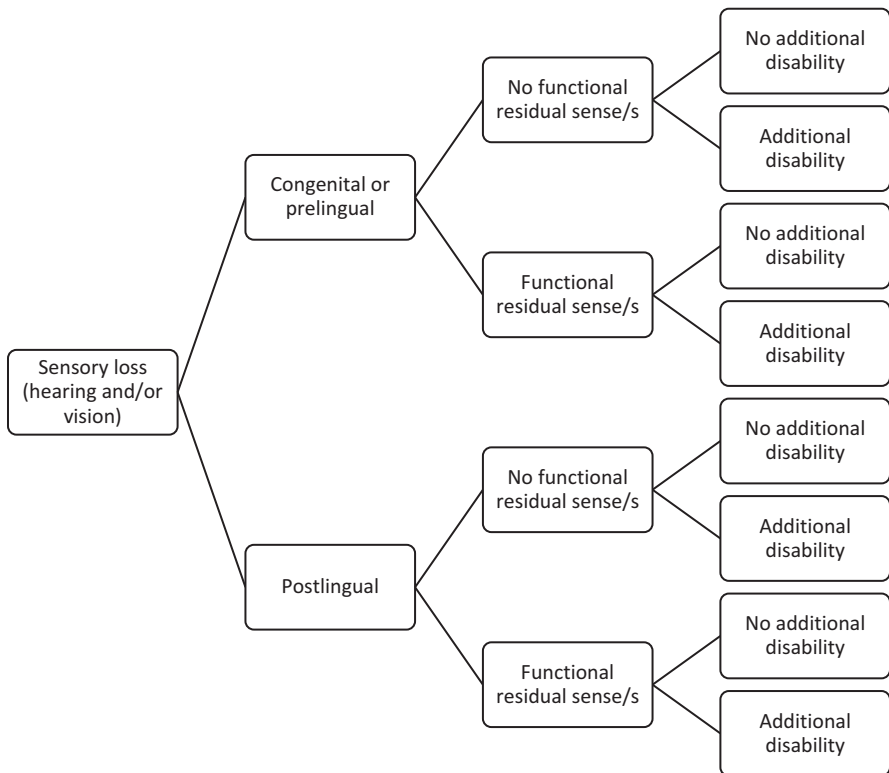 Sensory loss
(hearing and/or
vision)
Congenital or
prelingual
No functional
residual sense/s
No additional
disability
Additional
disability
Functional
residual sense/s
No additional
disability
Additional
disability
Postlingual
No functional
residual sense/s
No additional
disability
Additional
disability
Functional
residual sense/s
No additional
disability
Additional
disability